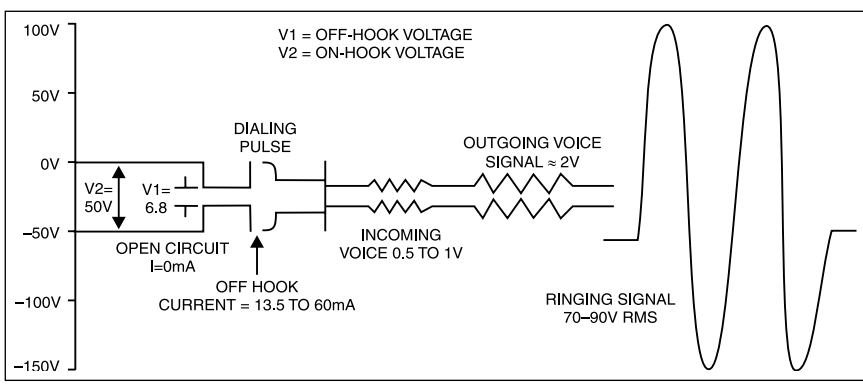 100V
50V
0V
–50V
–100V
–150V
V1 = OFF-HOOK VOLTAGE
V2 = ON-HOOK VOLTAGE
DIALING
PULSE
OUTGOING VOICE
SIGNAL ≈ 2V
V2=
50V
V1=
6.8
OPEN CIRCUIT
I=0mA
INCOMING
VOICE 0.5 TO 1V
OFF HOOK
CURRENT = 13.5 TO 60mA
RINGING SIGNAL
70–90V RMS